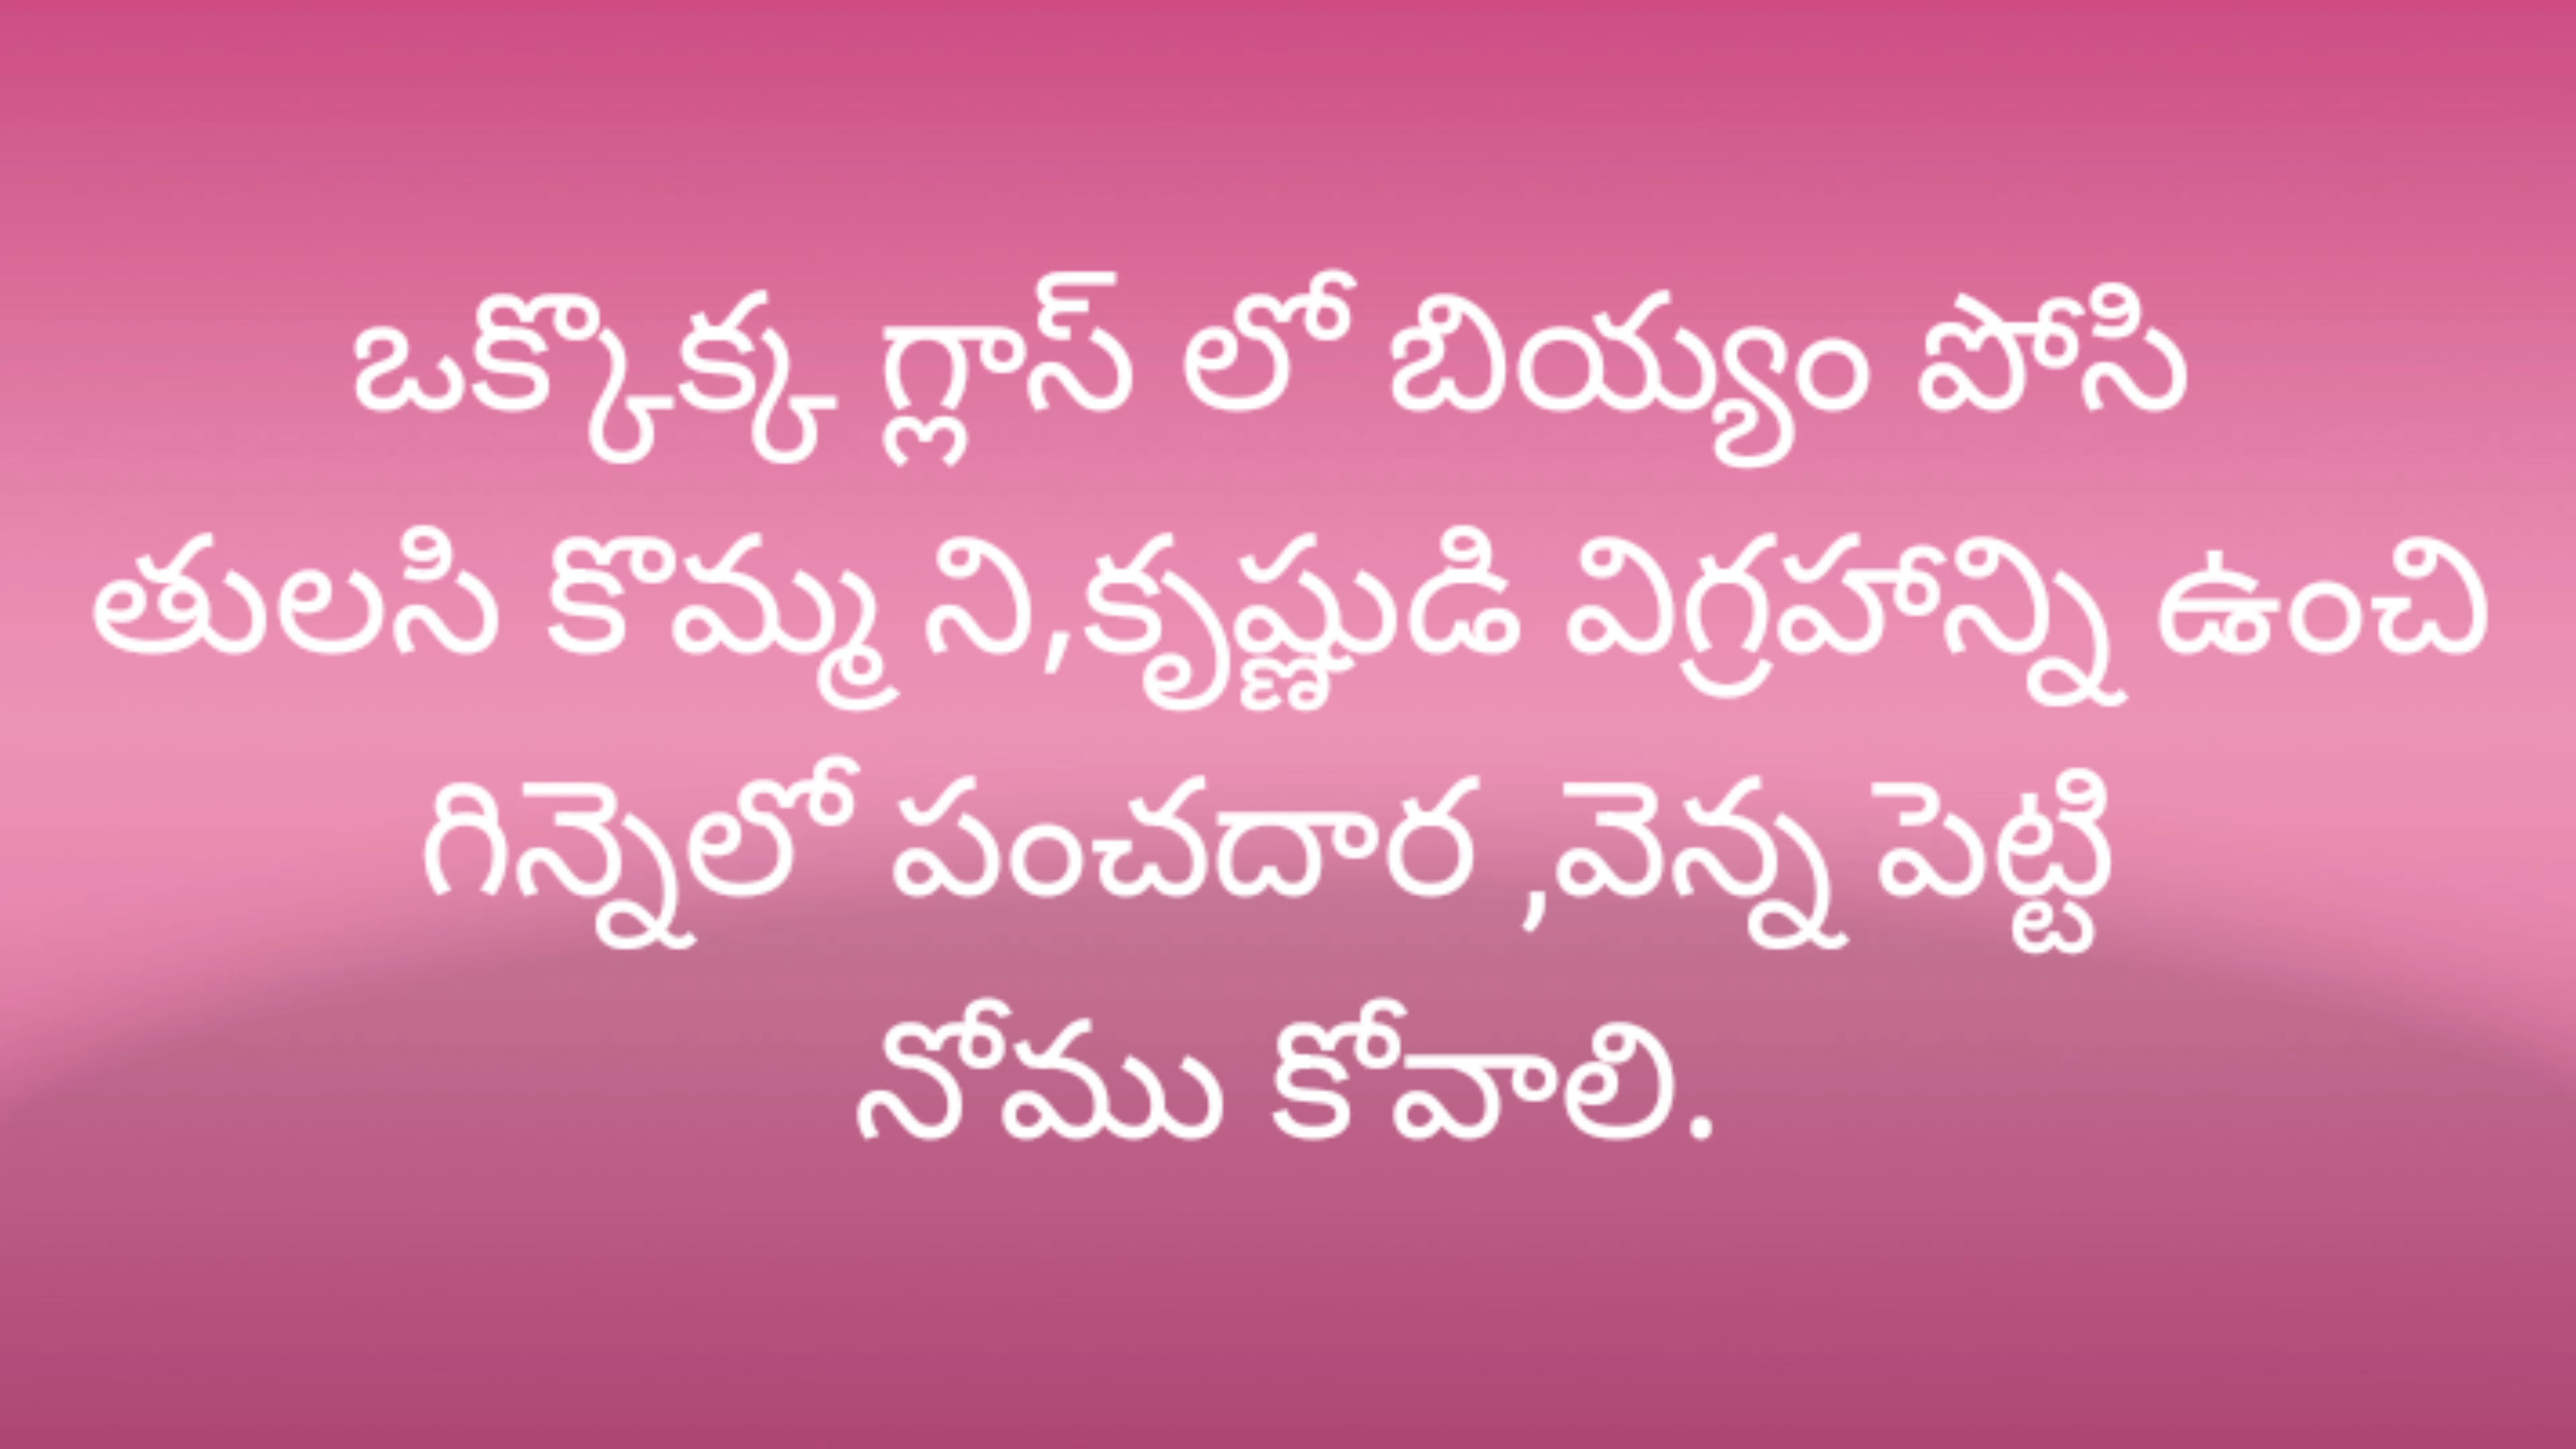 ఒక్కొక్క గ్లాస్ లో బియ్యం పోసి
తులసి కొమ్మ ని,కృష్ణుడి విగ్రహాన్ని ఉంచి
గిన్నెలో పంచదార ,వెన్న పెట్టి
నోము కోవాలి.